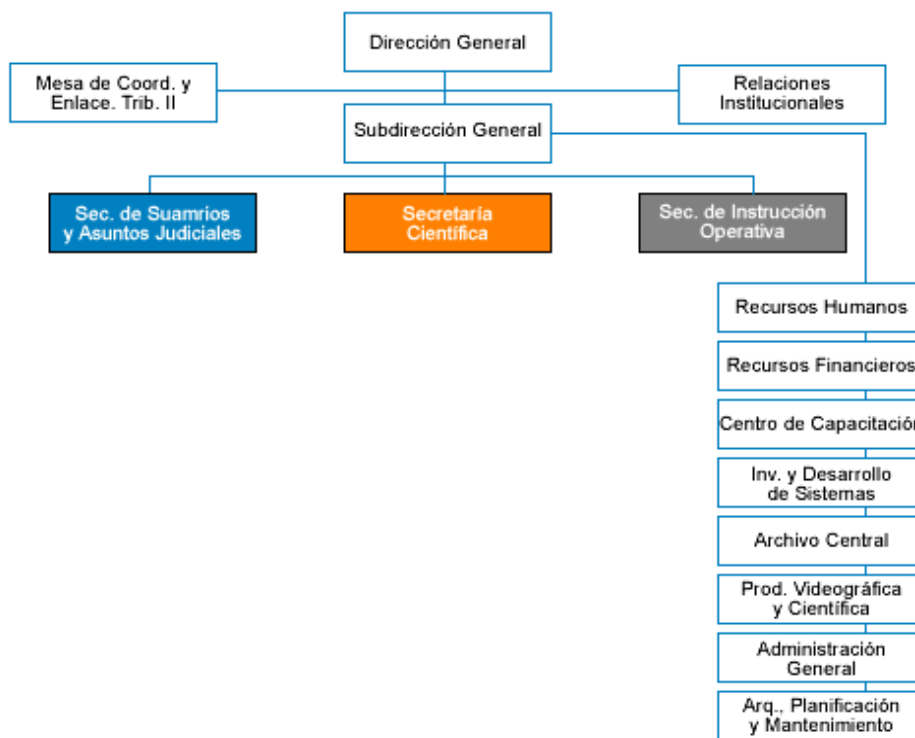 Dirección General
Mesa de Coord. y
Enlace. Trib. II
Relaciones
Institucionales
Subdirección General
Sec. de Suamrios
y Asuntos Judiciales
Secretaría
Científica
Sec. de Instrucción
Operativa
Recursos Humanos
Recursos Financieros
Centro de Capacitación
Inv. y Desarrollo
de Sistemas
Archivo Central
Prod. Videográfica
y Científica
Administración
General
Arq., Planificación
y Mantenimiento